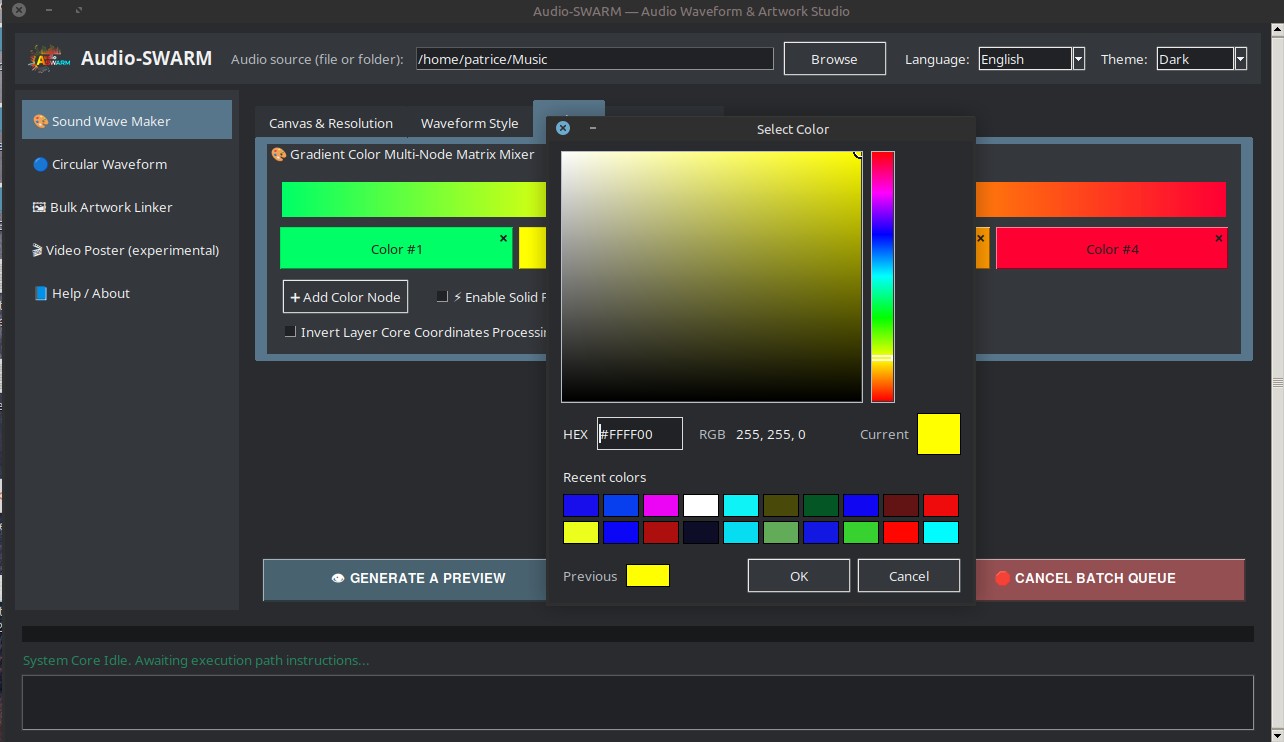 Audio-SWARM — Audio Waveform & Artwork Studio
Audio-SWARM
Audio source (file or folder):
/home/patrice/Music
Browse
Language:
English
Theme:
Dark
Sound Wave Maker
Circular Waveform
Bulk Artwork Linker
Video Poster (experimental)
Help / About
Canvas & Resolution
Waveform Style
Gradient Color Multi-Node Matrix Mixer
Color #1
×
×
Color #4
×
+ Add Color Node
⚡ Enable Solid
Invert Layer Core Coordinates
Select Color
HEX
#FFFF00
RGB
255, 255, 0
Current
Recent colors
Previous
OK
Cancel
GENERATE A PREVIEW
CANCEL BATCH QUEUE
System Core Idle. Awaiting execution path instructions...